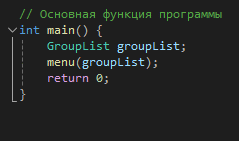 // Основная функция программы
int main() {
    GroupList groupList;
    menu(groupList);
    return 0;
}